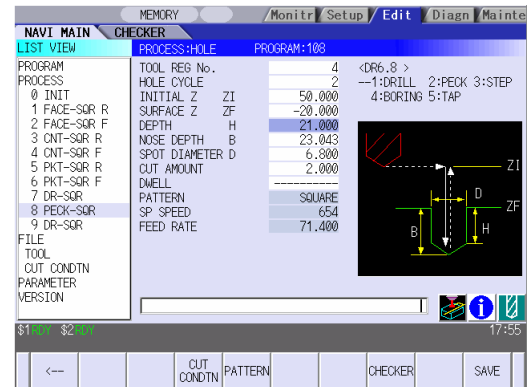 MEMORY Monitr Setup Edit Diagn Mainte
NAVI MAIN CHECKER
LIST VIEW PROCESS:HOLE PROGRAM:108
PROGRAM
PROCESS
0 INIT
1 FACE-SQR R
2 FACE-SQR F
3 CNT-SQR R
4 CNT-SQR F
5 PKT-SQR R
6 PKT-SQR F
7 DR-SQR
8 PECK-SQR
9 DR-SQR
FILE
TOOL
CUT CONDTN
PARAMETER
VERSION
TOOL REG No. 4
HOLE CYCLE 2
INITIAL Z ZI 50.000
SURFACE Z ZF -20.000
DEPTH H 21.000
NOSE DEPTH B 23.043
SPOT DIAMETER D 6.800
CUT AMOUNT 2.000
DWELL ----------
PATTERN SQUARE
SP SPEED 654
FEED RATE 71.400
<DR6.8 >
--1:DRILL 2:PECK 3:STEP
4:BORING 5:TAP
ZI
D
ZF
B
H
$1 RDY $2 RDY 17:55
<-- CUT CONDTN PATTERN CHECKER SAVE